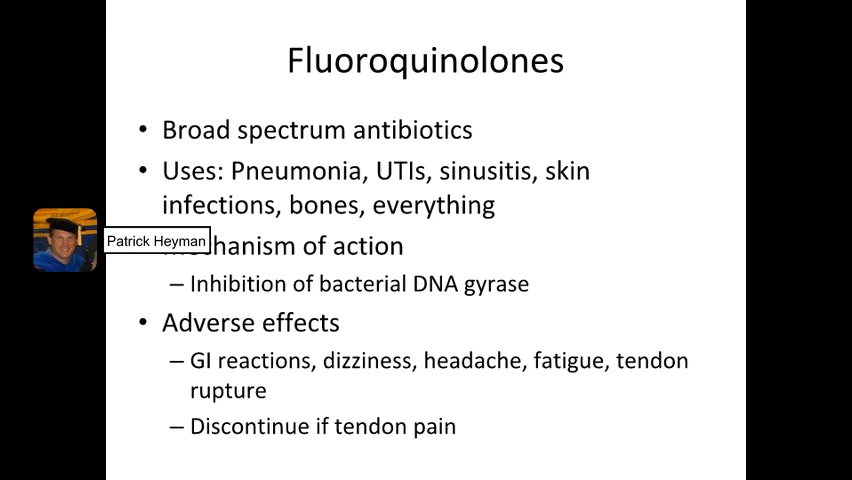 Fluoroquinolones
• Broad spectrum antibiotics
• Uses: Pneumonia, UTIs, sinusitis, skin
infections, bones, everything
Patrick Heyman
hanism of action
– Inhibition of bacterial DNA gyrase
• Adverse effects
– GI reactions, dizziness, headache, fatigue, tendon
rupture
– Discontinue if tendon pain